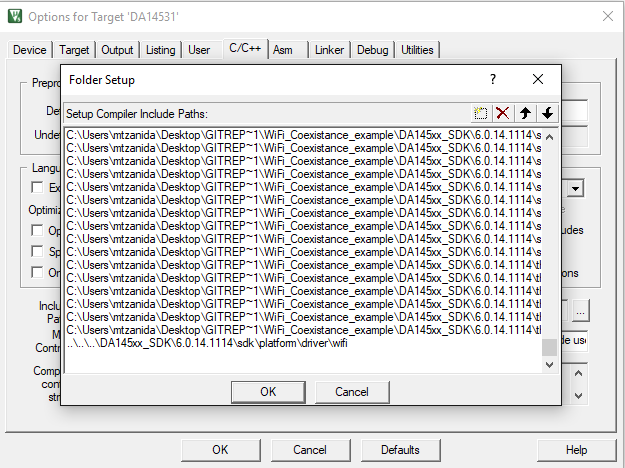 Options for Target 'DA14531'
Device
Target
Output
Listing
User
C/C++
Asm
Linker
Debug
Utilities
Folder Setup
Setup Compiler Include Paths:
C:\Users\mtzanida\Desktop\GITREP~1\WiFi_Coexistance_example\DA145xx_SDK\6.0.14.1114\s
C:\Users\mtzanida\Desktop\GITREP~1\WiFi_Coexistance_example\DA145xx_SDK\6.0.14.1114\s
C:\Users\mtzanida\Desktop\GITREP~1\WiFi_Coexistance_example\DA145xx_SDK\6.0.14.1114\s
C:\Users\mtzanida\Desktop\GITREP~1\WiFi_Coexistance_example\DA145xx_SDK\6.0.14.1114\s
C:\Users\mtzanida\Desktop\GITREP~1\WiFi_Coexistance_example\DA145xx_SDK\6.0.14.1114\s
C:\Users\mtzanida\Desktop\GITREP~1\WiFi_Coexistance_example\DA145xx_SDK\6.0.14.1114\s
C:\Users\mtzanida\Desktop\GITREP~1\WiFi_Coexistance_example\DA145xx_SDK\6.0.14.1114\s
C:\Users\mtzanida\Desktop\GITREP~1\WiFi_Coexistance_example\DA145xx_SDK\6.0.14.1114\s
C:\Users\mtzanida\Desktop\GITREP~1\WiFi_Coexistance_example\DA145xx_SDK\6.0.14.1114\s
C:\Users\mtzanida\Desktop\GITREP~1\WiFi_Coexistance_example\DA145xx_SDK\6.0.14.1114\s
C:\Users\mtzanida\Desktop\GITREP~1\WiFi_Coexistance_example\DA145xx_SDK\6.0.14.1114\th
C:\Users\mtzanida\Desktop\GITREP~1\WiFi_Coexistance_example\DA145xx_SDK\6.0.14.1114\th
C:\Users\mtzanida\Desktop\GITREP~1\WiFi_Coexistance_example\DA145xx_SDK\6.0.14.1114\th
C:\Users\mtzanida\Desktop\GITREP~1\WiFi_Coexistance_example\DA145xx_SDK\6.0.14.1114\th
C:\Users\mtzanida\Desktop\GITREP~1\WiFi_Coexistance_example\DA145xx_SDK\6.0.14.1114\th
C:\Users\mtzanida\Desktop\GITREP~1\WiFi_Coexistance_example\DA145xx_SDK\6.0.14.1114\th
..\..\..\DA145xx_SDK\6.0.14.1114\sdk\platform\driver\wifi
OK
Cancel
Prepro
De
Unde
Langu
Ex
Optimiz
Op
Sp
On
Inclu
Pat
M
Contr
Comp
con
str
udes
ions
...
de use
OK
Cancel
Defaults
Help